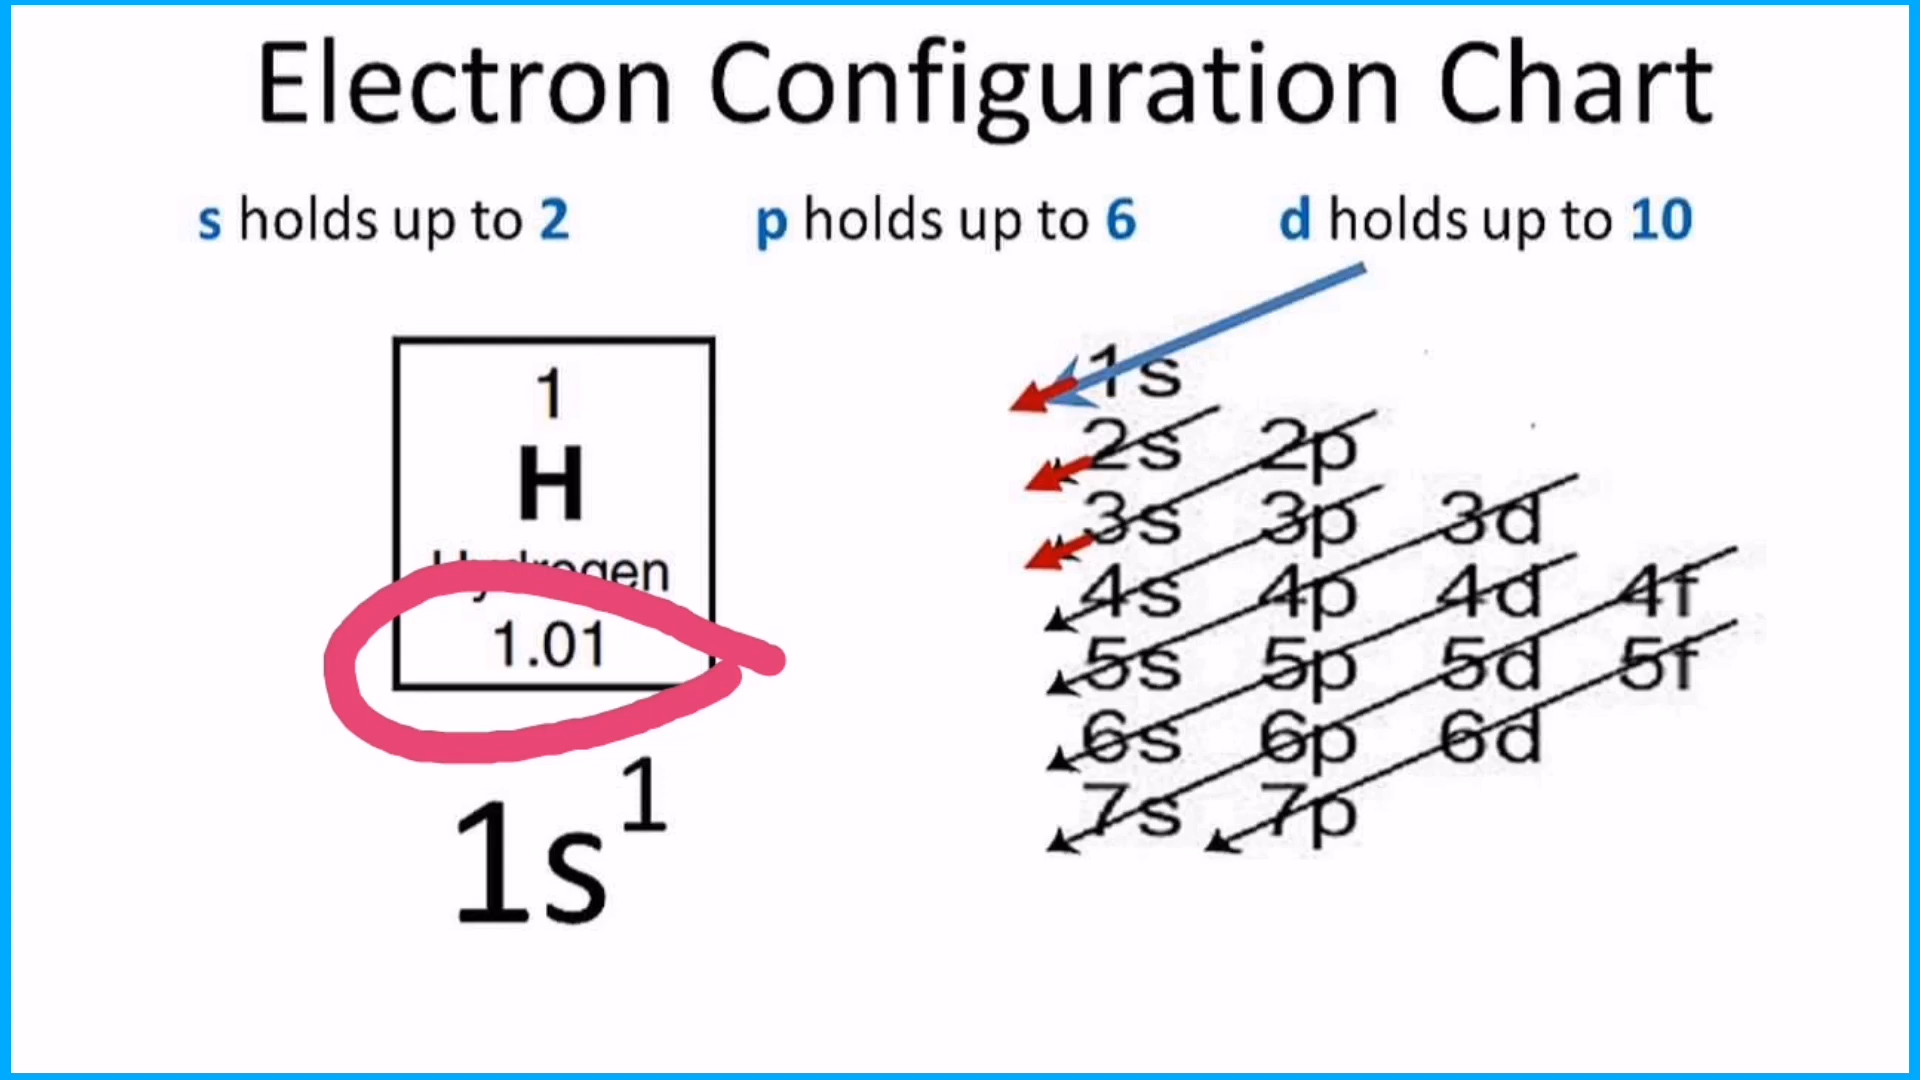 Electron Configuration Chart
s holds up to 2
p holds up to 6
d holds up to 10
1
H
Hydrogen
1.01
1s¹
1s
2s 2p
3s 3p 3d
4s 4p 4d 4f
5s 5p 5d 5f
6s 6p 6d
7s 7p